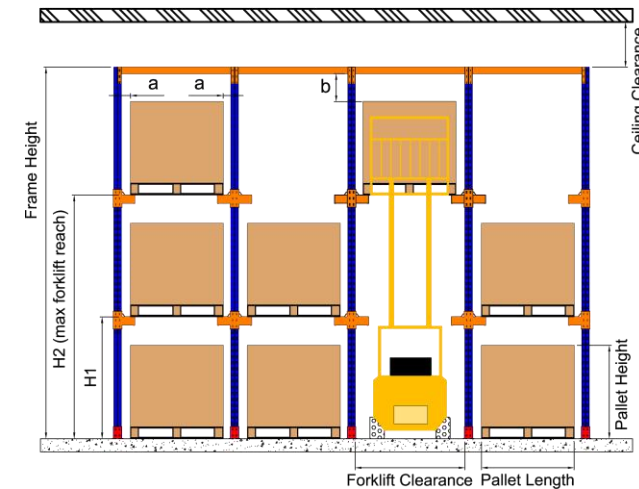 Ceiling Clearance
a
a
b
Frame Height
H2 (max forklift reach)
H1
Pallet Height
Forklift Clearance
Pallet Length